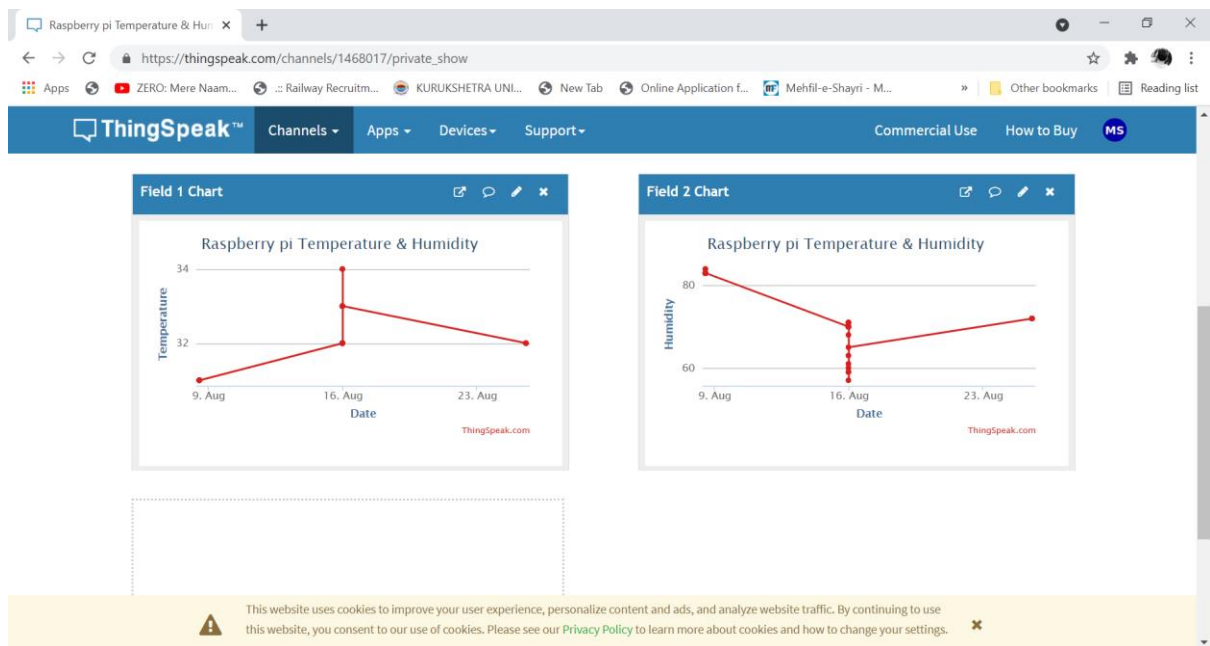 Raspberry pi Temperature & Hum
https://thingspeak.com/channels/1468017/private_show
Apps ZERO: Mere Naam... .:: Railway Recruitm... KURUKSHETRA UNI... New Tab Online Application f... Mehfil-e-Shayri - M... » Other bookmarks Reading list
ThingSpeak™ Channels Apps Devices Support Commercial Use How to Buy MS
Field 1 Chart
Raspberry pi Temperature & Humidity
34
32
Temperature
9. Aug 16. Aug 23. Aug
Date
ThingSpeak.com
Field 2 Chart
Raspberry pi Temperature & Humidity
80
60
Humidity
9. Aug 16. Aug 23. Aug
Date
ThingSpeak.com
This website uses cookies to improve your user experience, personalize content and ads, and analyze website traffic. By continuing to use
this website, you consent to our use of cookies. Please see our Privacy Policy to learn more about cookies and how to change your settings.